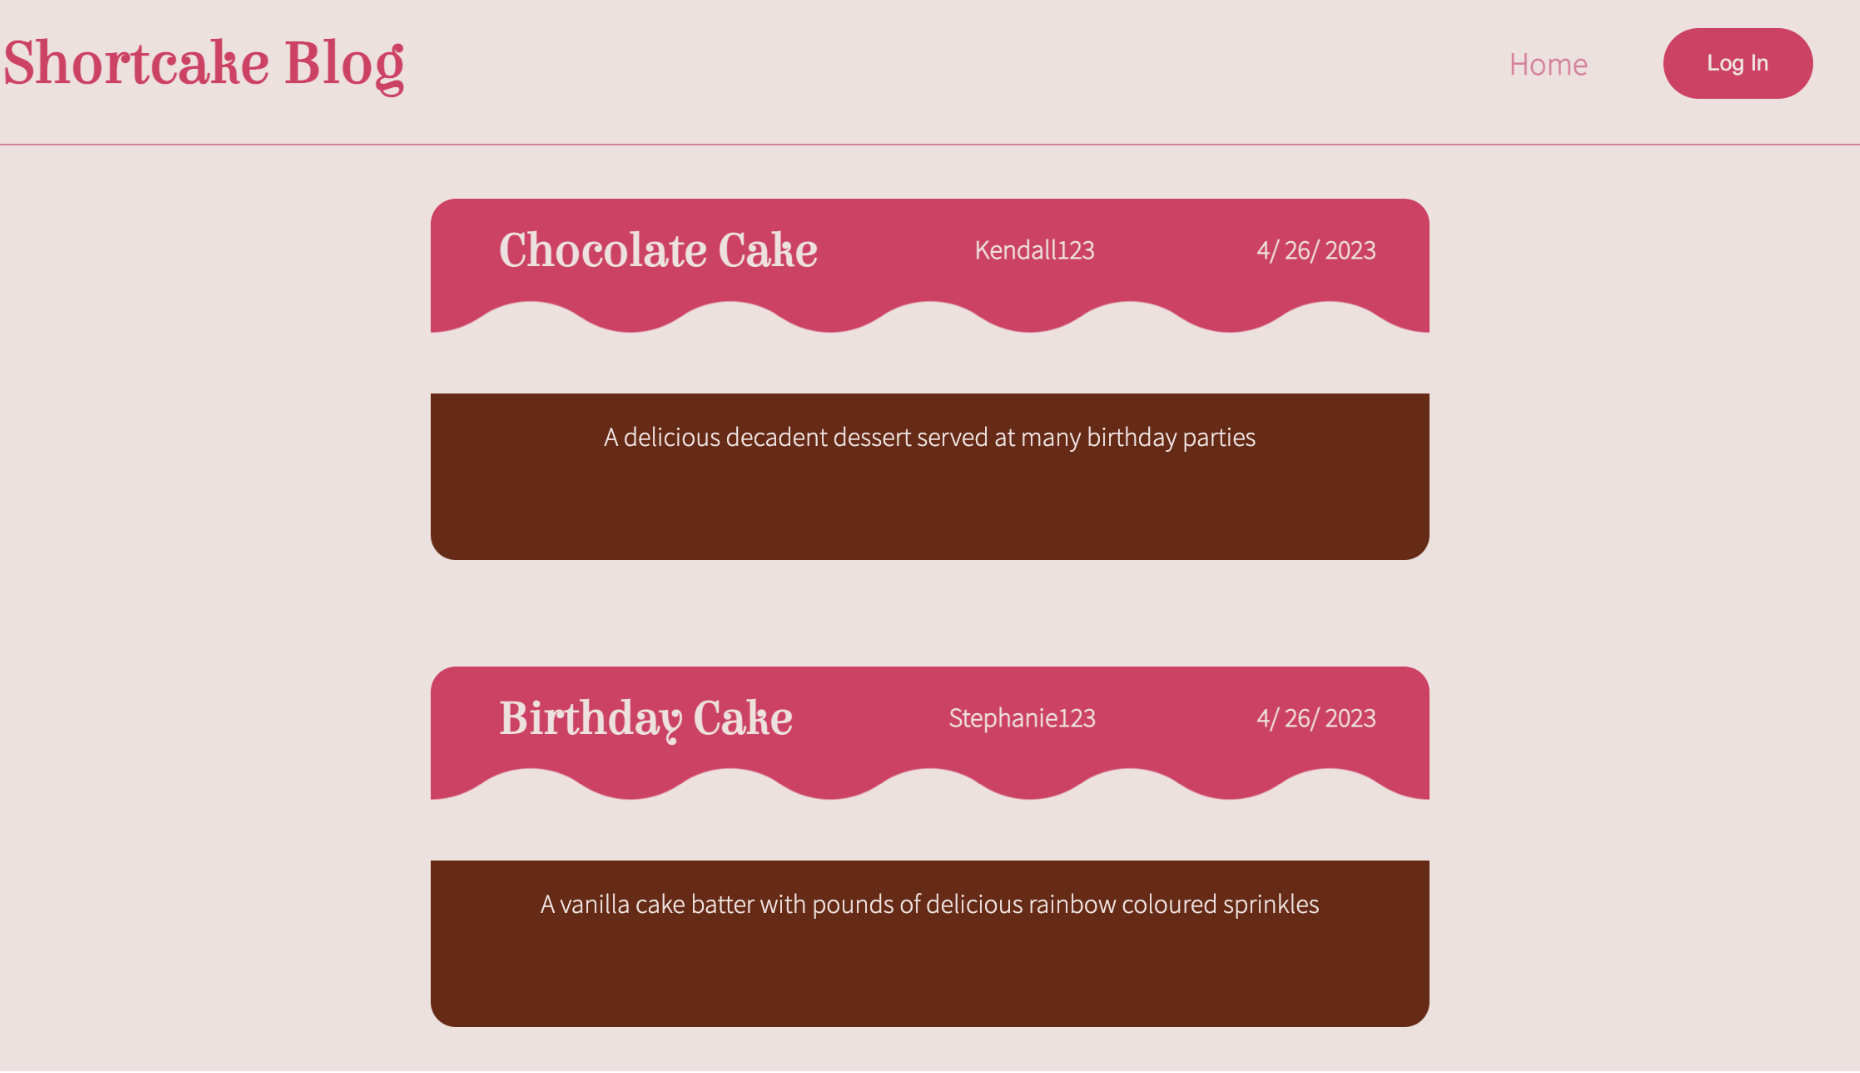 Shortcake Blog
Home
Log In
Chocolate Cake
Kendall123
4/ 26/ 2023
A delicious decadent dessert served at many birthday parties
Birthday Cake
Stephanie123
4/ 26/ 2023
A vanilla cake batter with pounds of delicious rainbow coloured sprinkles